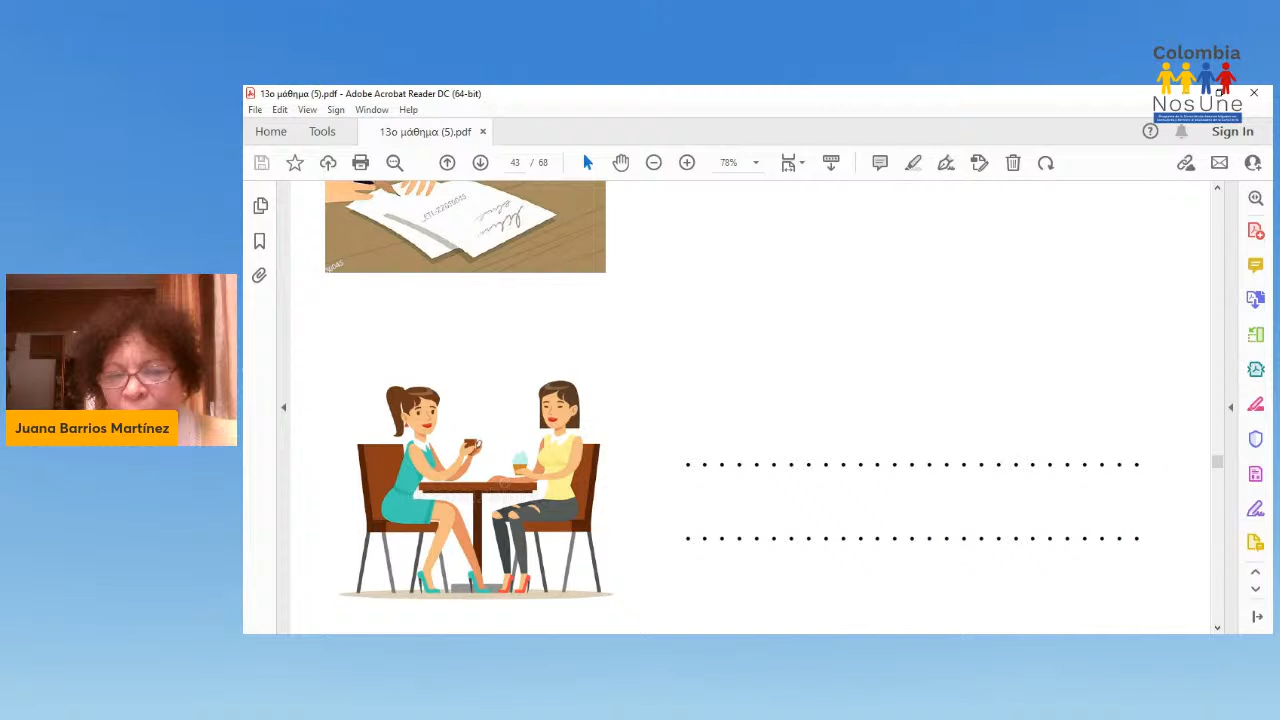 Colombia
NosUne
13ο μάθημα (5).pdf - Adobe Acrobat Reader DC (64-bit)
File Edit View Sign Window Help
Home Tools 13ο μάθημα (5).pdf × Sign In
43 / 68 78%
Juana Barrios Martínez